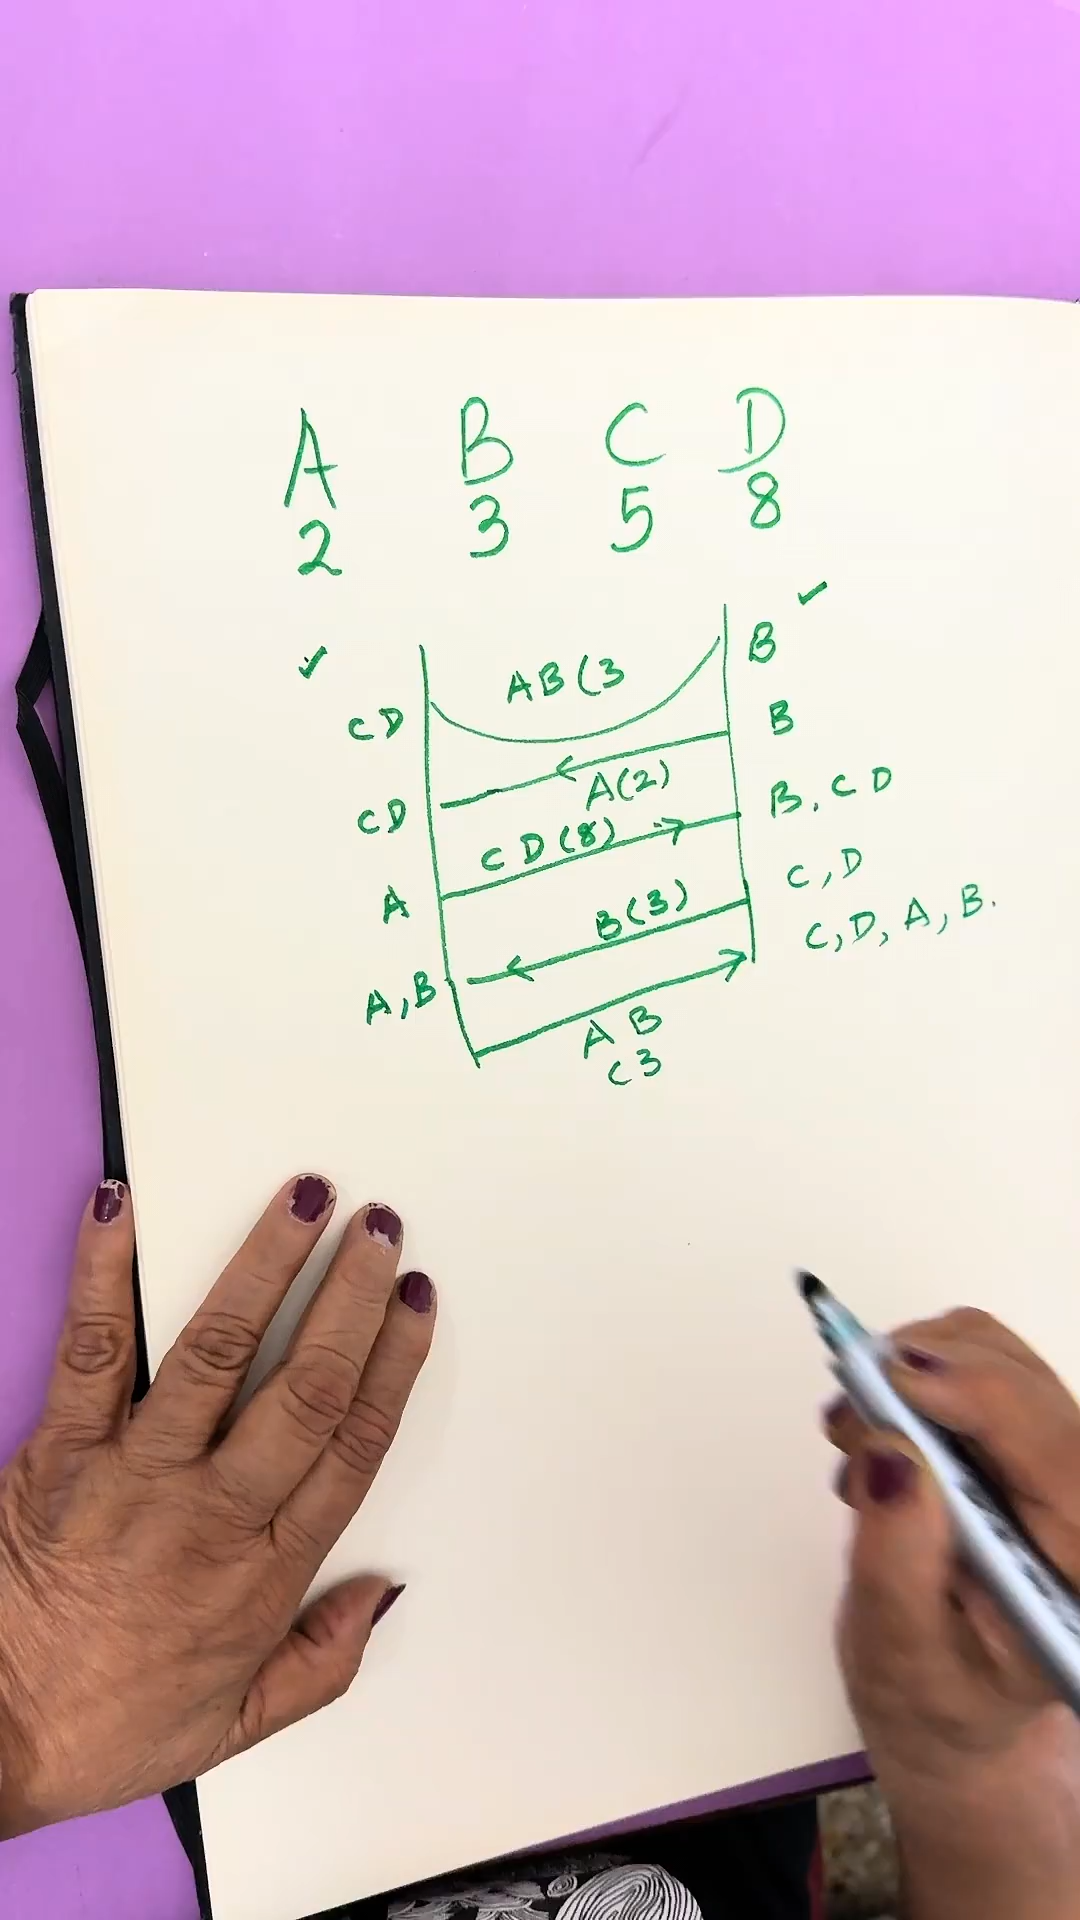 A B C D
2 3 5 8
B
AB(3
CD
B
A(2)
CD
B, C D
CD(8)
C, D
A
B(3)
C, D, A, B.
A, B
A B
(3